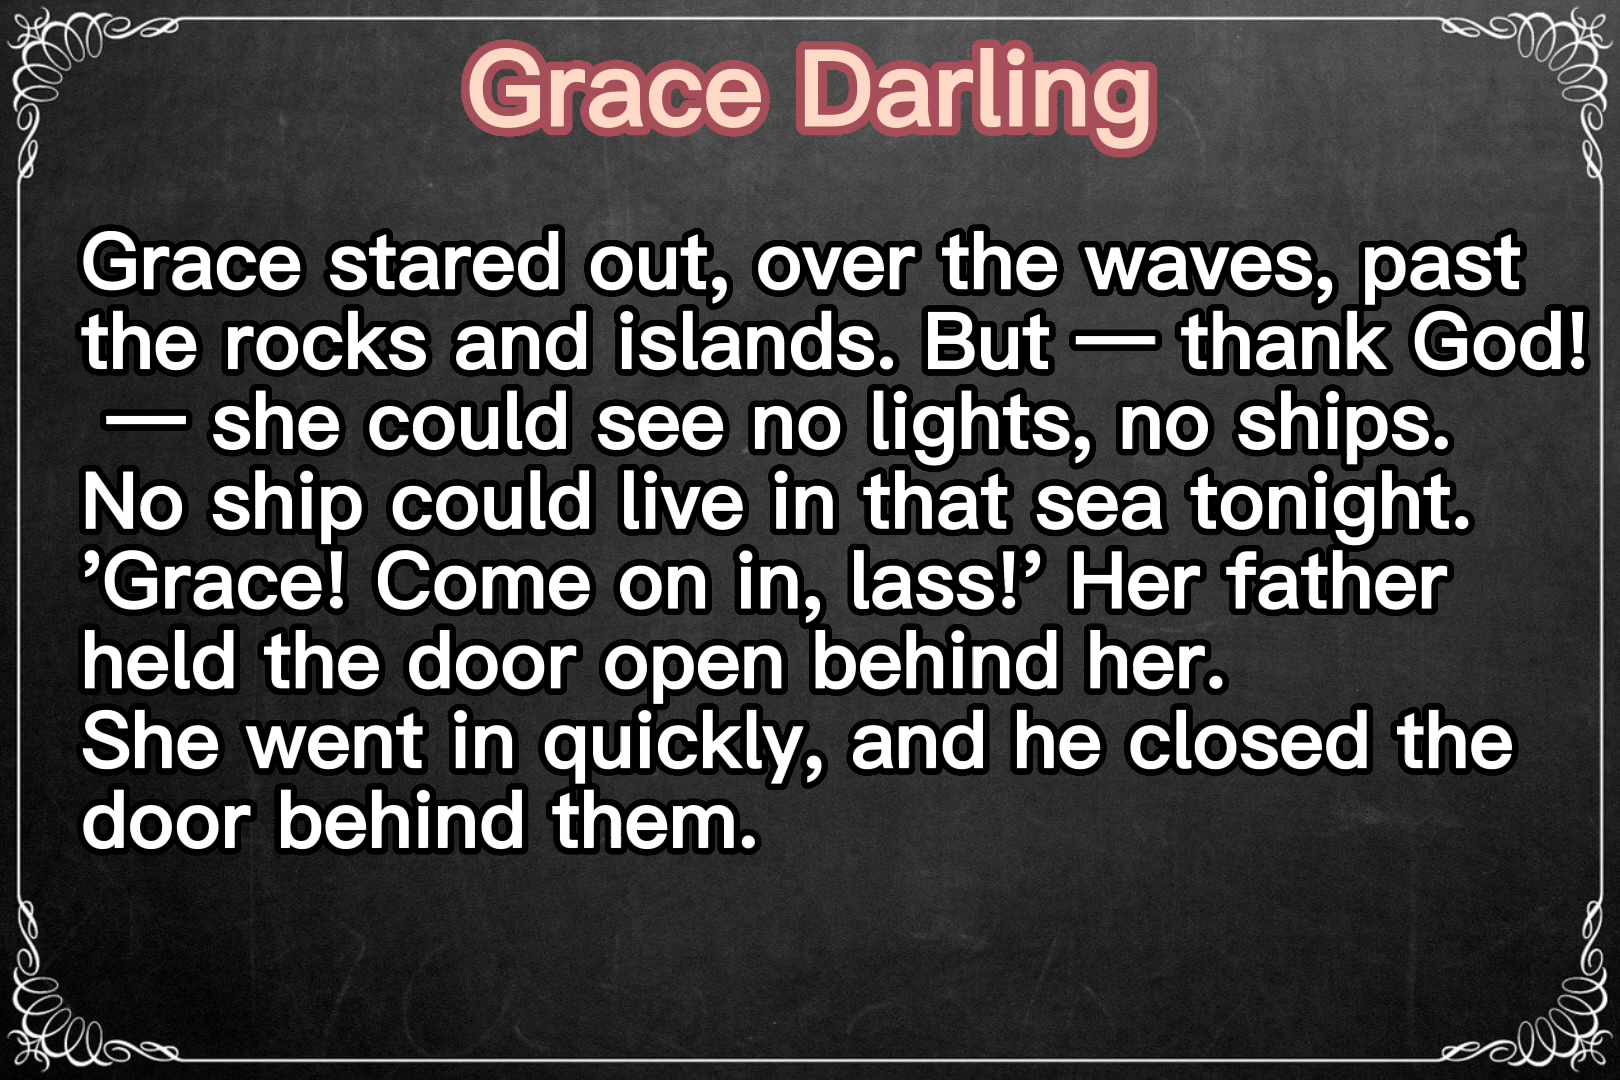 Grace Darling
Grace stared out, over the waves, past
the rocks and islands. But — thank God!
— she could see no lights, no ships.
No ship could live in that sea tonight.
’Grace! Come on in, lass!’ Her father
held the door open behind her.
She went in quickly, and he closed the
door behind them.